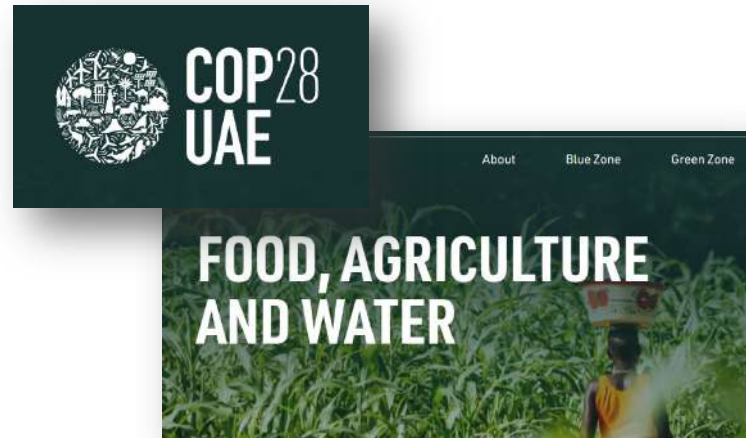 COP28
UAE
About Blue Zone Green Zone
FOOD, AGRICULTURE
AND WATER